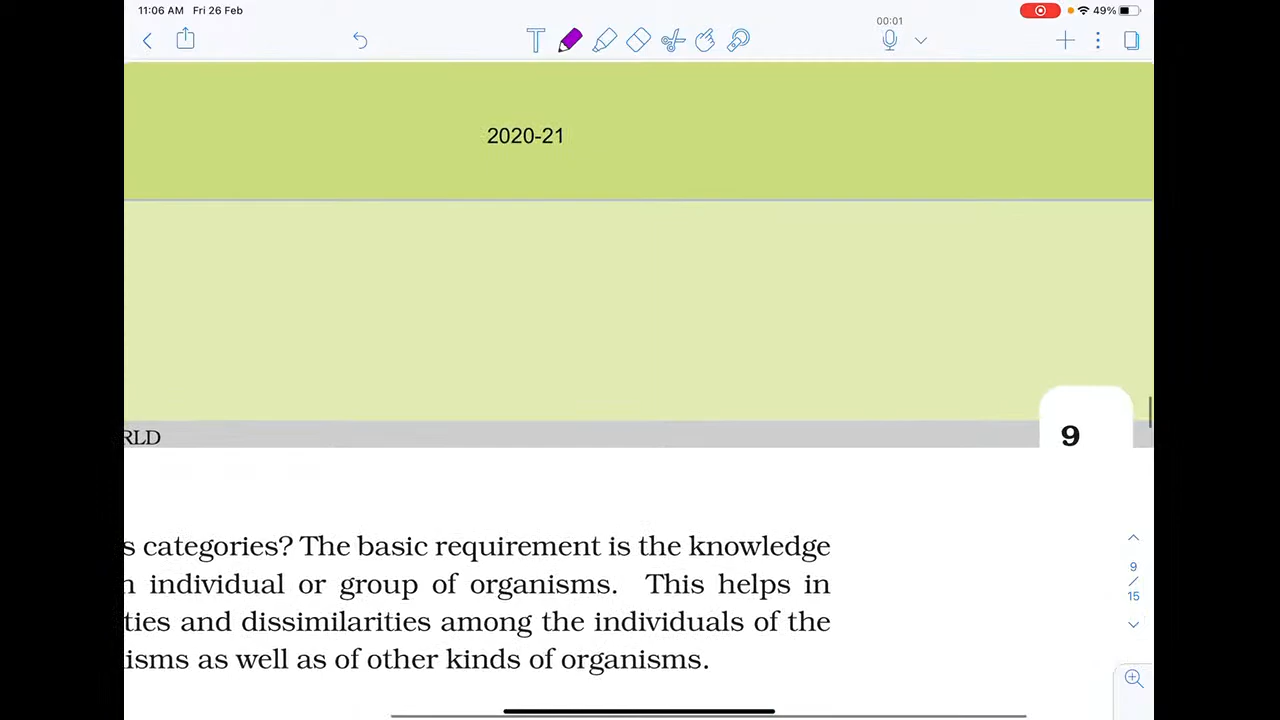 11:06 AM Fri 26 Feb
49%
00:01
T
2020-21
RLD
9
s categories? The basic requirement is the knowledge
n individual or group of organisms. This helps in
ties and dissimilarities among the individuals of the
isms as well as of other kinds of organisms.
9
/
15